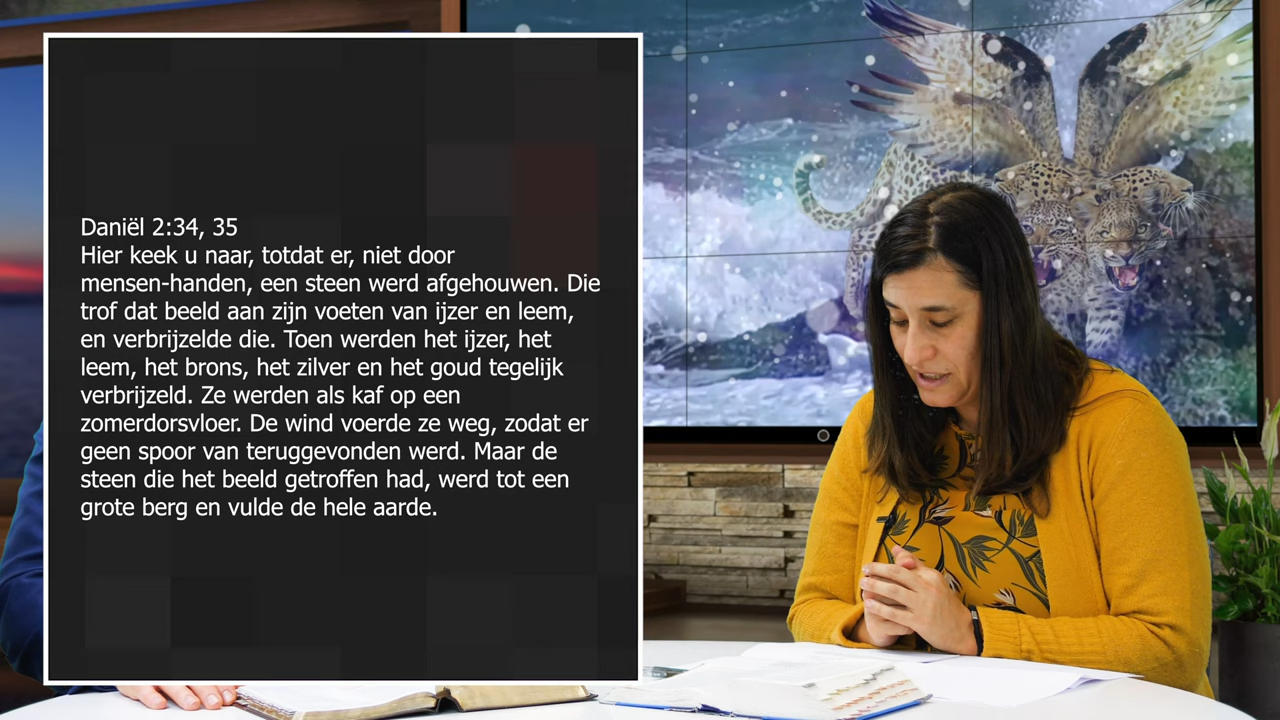 Daniël 2:34, 35
Hier keek u naar, totdat er, niet door
mensen-handen, een steen werd afgehouwen. Die
trof dat beeld aan zijn voeten van ijzer en leem,
en verbrijzelde die. Toen werden het ijzer, het
leem, het brons, het zilver en het goud tegelijk
verbrijzeld. Ze werden als kaf op een
zomerdorsvloer. De wind voerde ze weg, zodat er
geen spoor van teruggevonden werd. Maar de
steen die het beeld getroffen had, werd tot een
grote berg en vulde de hele aarde.